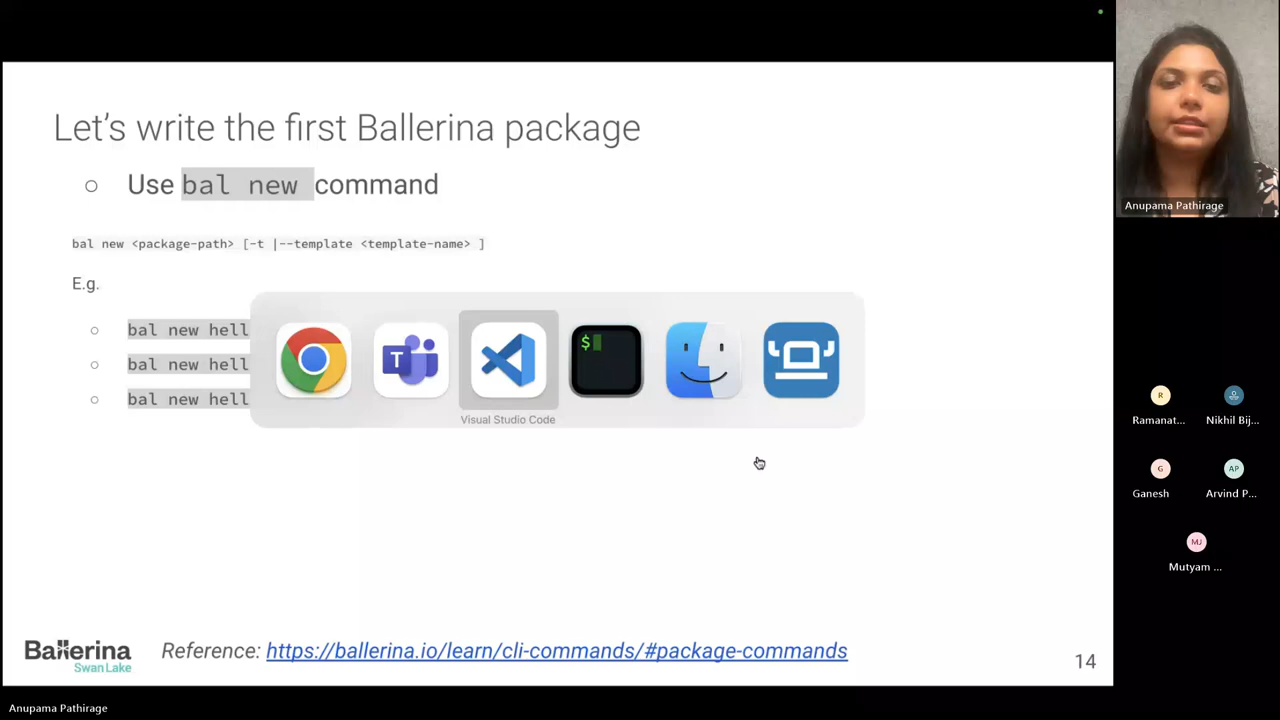 Let's write the first Ballerina package
○ Use bal new command
bal new <package-path> [-t |--template <template-name> ]
E.g.
○ bal new hell
○ bal new hell
○ bal new hell
T
$
Visual Studio Code
Ballerina
Swan Lake
Reference: https://ballerina.io/learn/cli-commands/#package-commands
14
Anupama Pathirage
R
Ramanat...
Nikhil Bij...
G
AP
Ganesh
Arvind P...
MJ
Mutyam ...
Anupama Pathirage